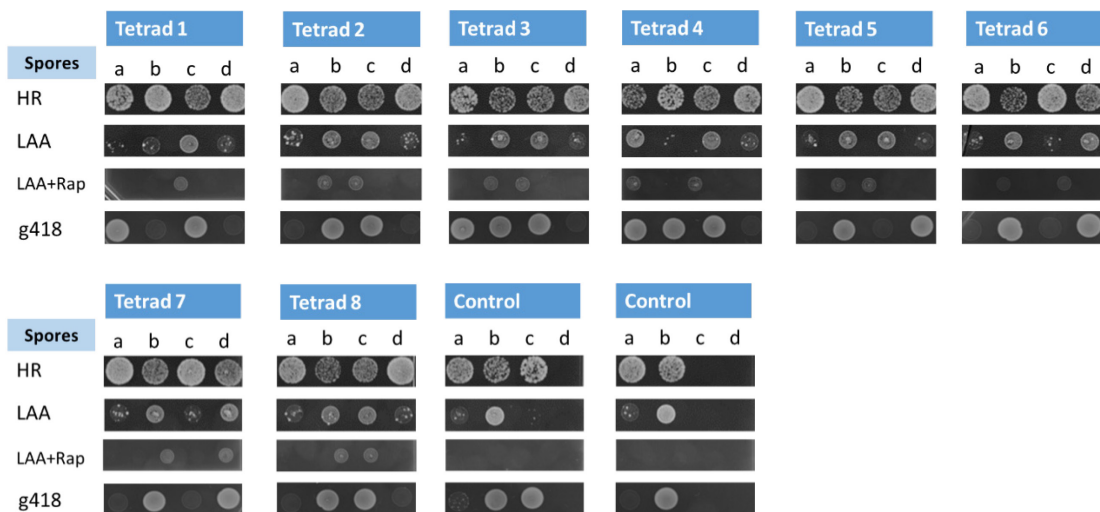 Tetrad 1 Tetrad 2 Tetrad 3 Tetrad 4 Tetrad 5 Tetrad 6
Spores a b c d a b c d a b c d a b c d a b c d a b c d
HR
LAA
LAA+Rap
g418
Tetrad 7 Tetrad 8 Control Control
Spores a b c d a b c d a b c d a b c d
HR
LAA
LAA+Rap
g418